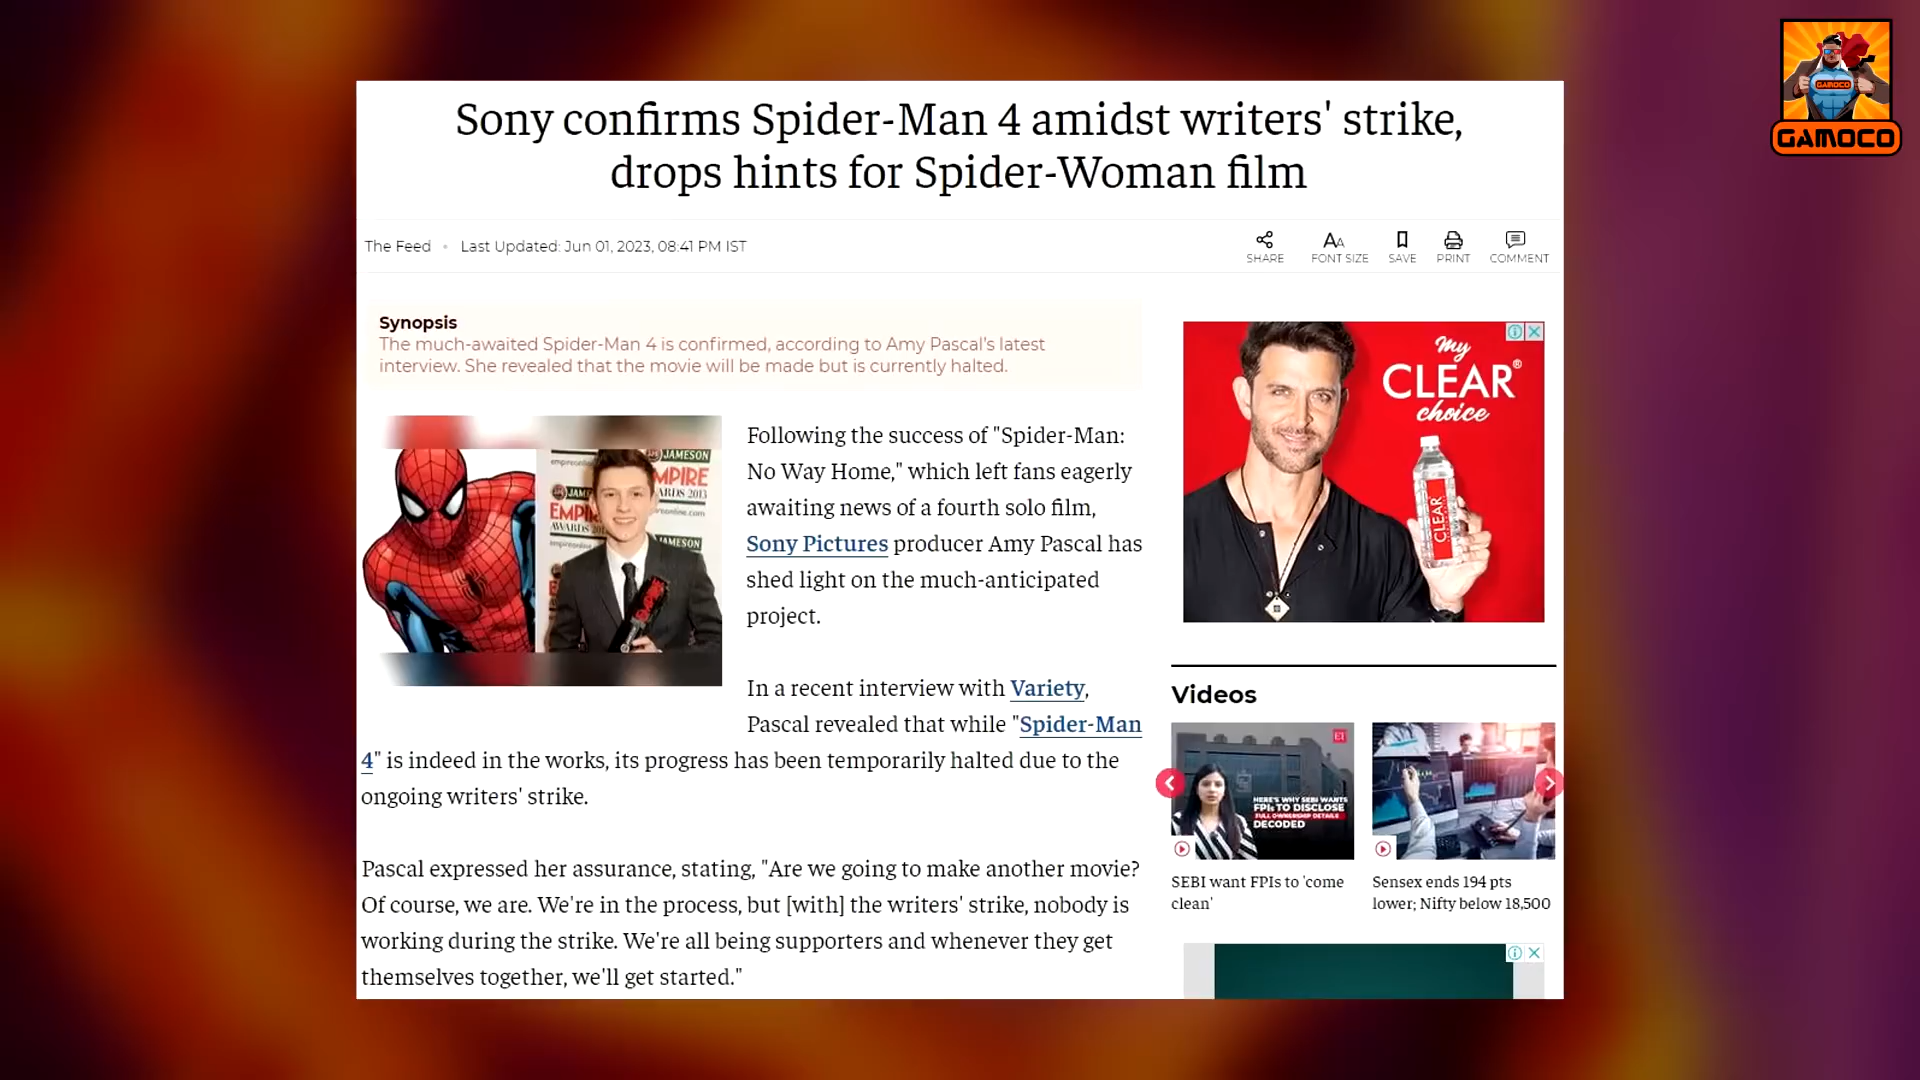 GAMOCO
GAMOCO
Sony confirms Spider-Man 4 amidst writers' strike,
drops hints for Spider-Woman film
The Feed • Last Updated: Jun 01, 2023, 08:41 PM IST
SHARE
FONT SIZE
SAVE
PRINT
COMMENT
Synopsis
The much-awaited Spider-Man 4 is confirmed, according to Amy Pascal's latest
interview. She revealed that the movie will be made but is currently halted.
JAMESON
EMPIRE
AWARDS 2013
JAMESON
Following the success of "Spider-Man:
No Way Home," which left fans eagerly
awaiting news of a fourth solo film,
Sony Pictures producer Amy Pascal has
shed light on the much-anticipated
project.
In a recent interview with Variety,
Pascal revealed that while "Spider-Man
4" is indeed in the works, its progress has been temporarily halted due to the
ongoing writers' strike.
Pascal expressed her assurance, stating, "Are we going to make another movie?
Of course, we are. We're in the process, but [with] the writers' strike, nobody is
working during the strike. We're all being supporters and whenever they get
themselves together, we'll get started."
My
CLEAR®
choice
CLEAR
Videos
ET
HERE'S WHY SEBI WANTS
FPIs TO DISCLOSE
FULL OWNERSHIP DETAILS
DECODED
SEBI want FPIs to 'come
clean'
Sensex ends 194 pts
lower; Nifty below 18,500